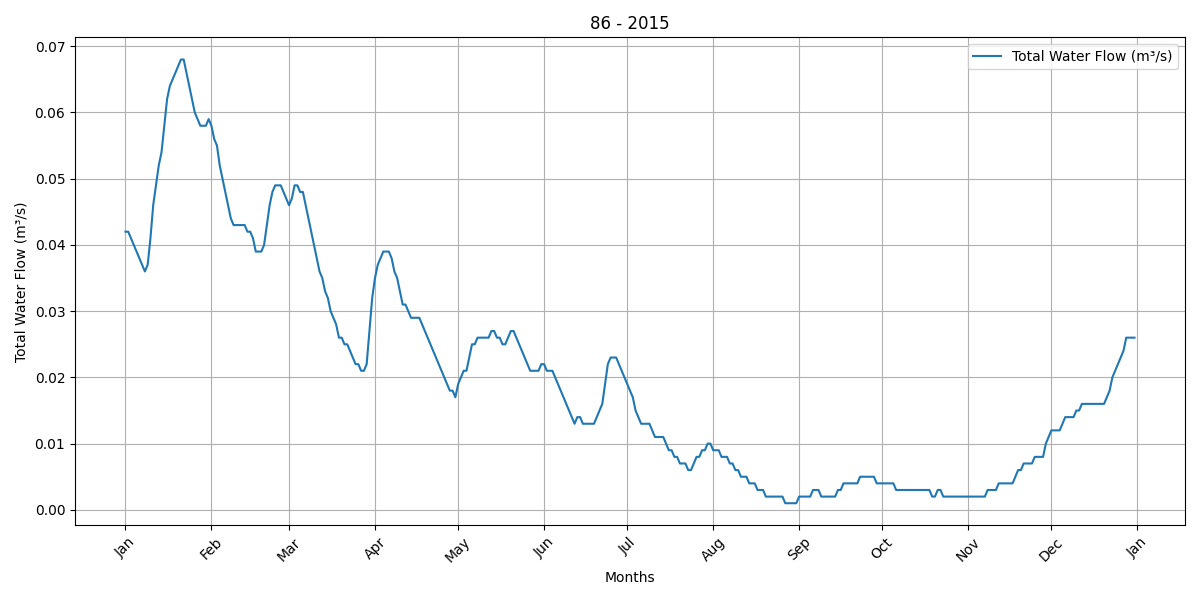 86 - 2015
Total Water Flow (m³/s)
Total Water Flow (m³/s)
0.07
0.06
0.05
0.04
0.03
0.02
0.01
0.00
Jan Feb Mar Apr May Jun Jul Aug Sep Oct Nov Dec Jan
Months